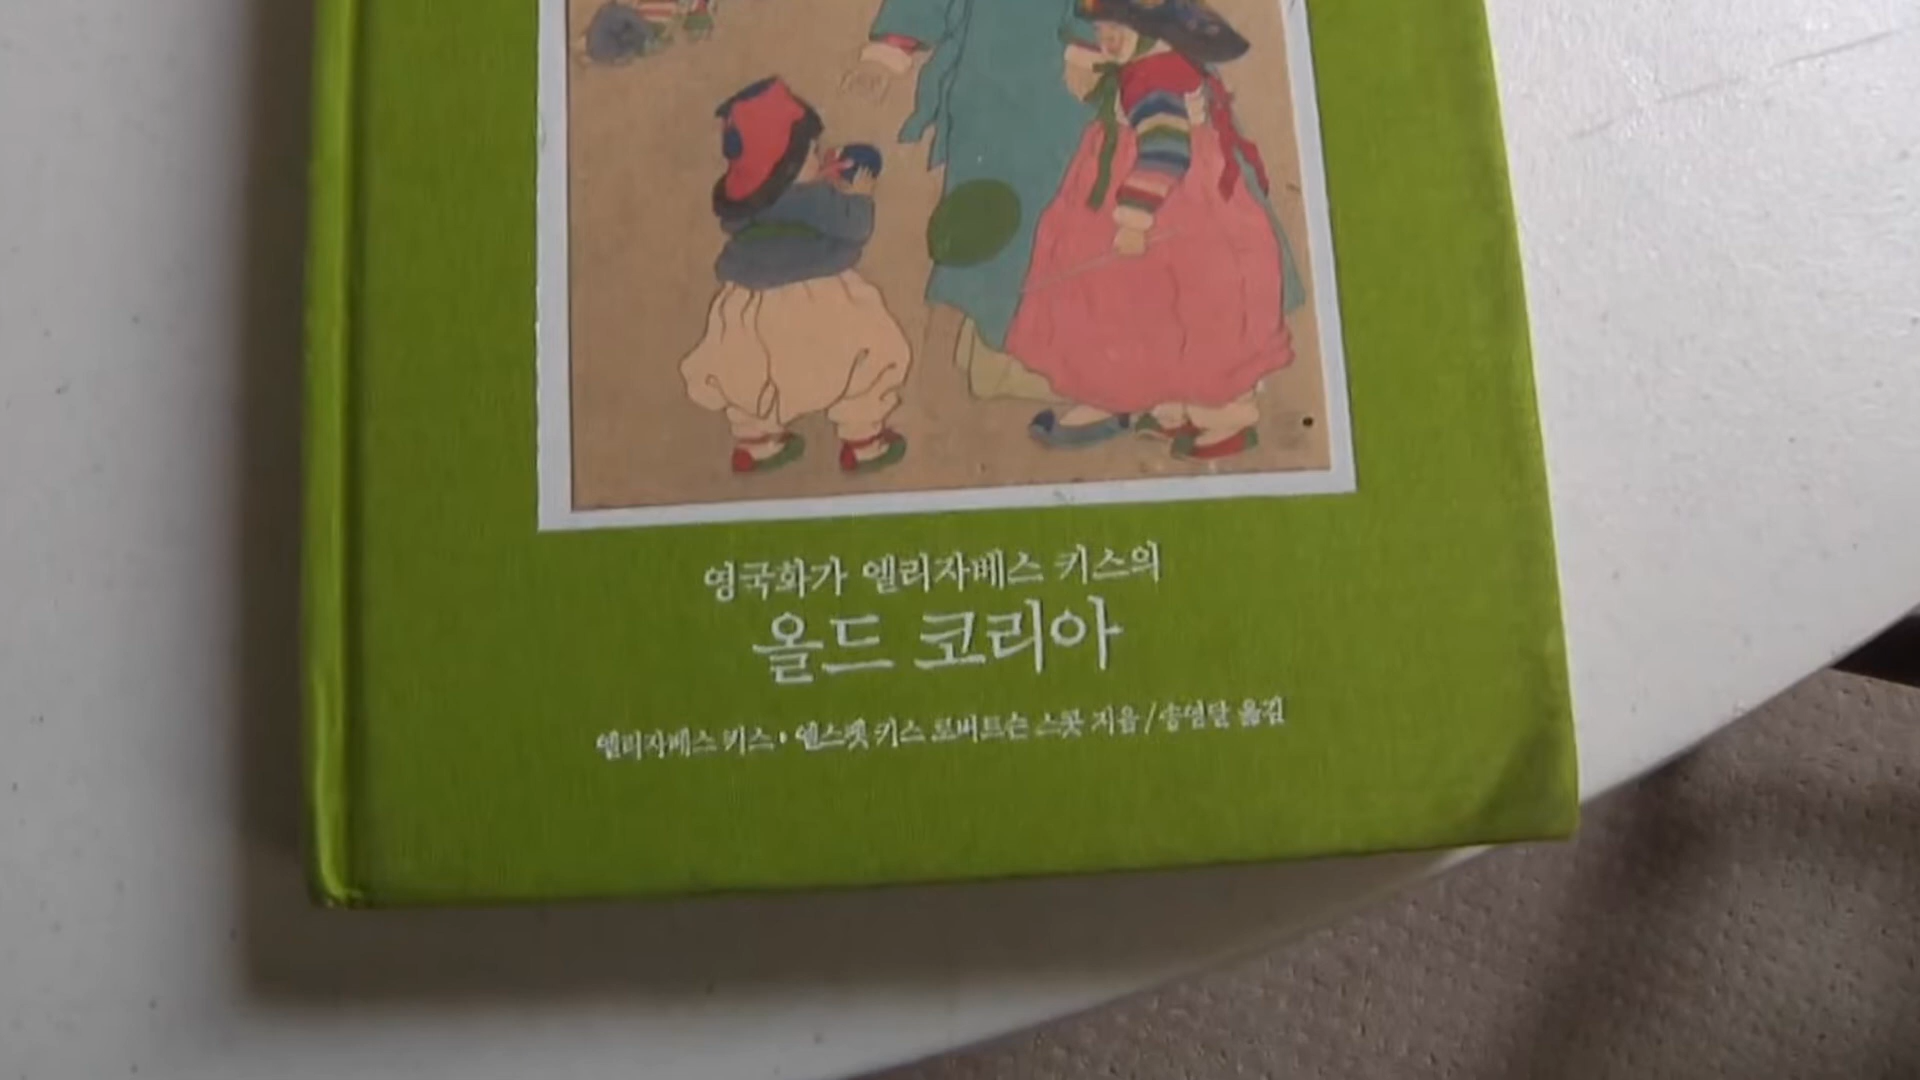 영국화가 엘리자베스 키스의
올드 코리아
엘리자베스 키스 · 엘스펫 키스 로버트슨 스콧 지음 / 송영달 옮김